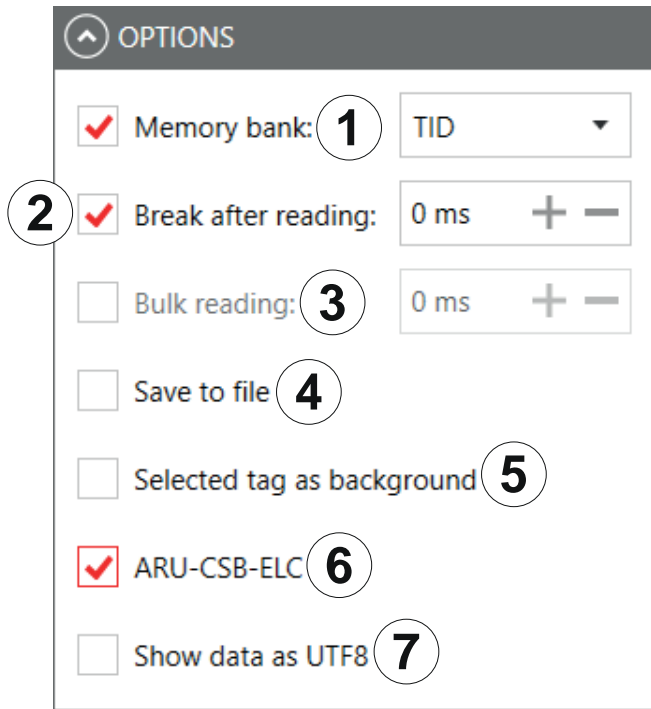 OPTIONS
Memory bank: 1 TID
2 Break after reading: 0 ms
Bulk reading: 3 0 ms
Save to file 4
Selected tag as background 5
ARU-CSB-ELC 6
Show data as UTF8 7